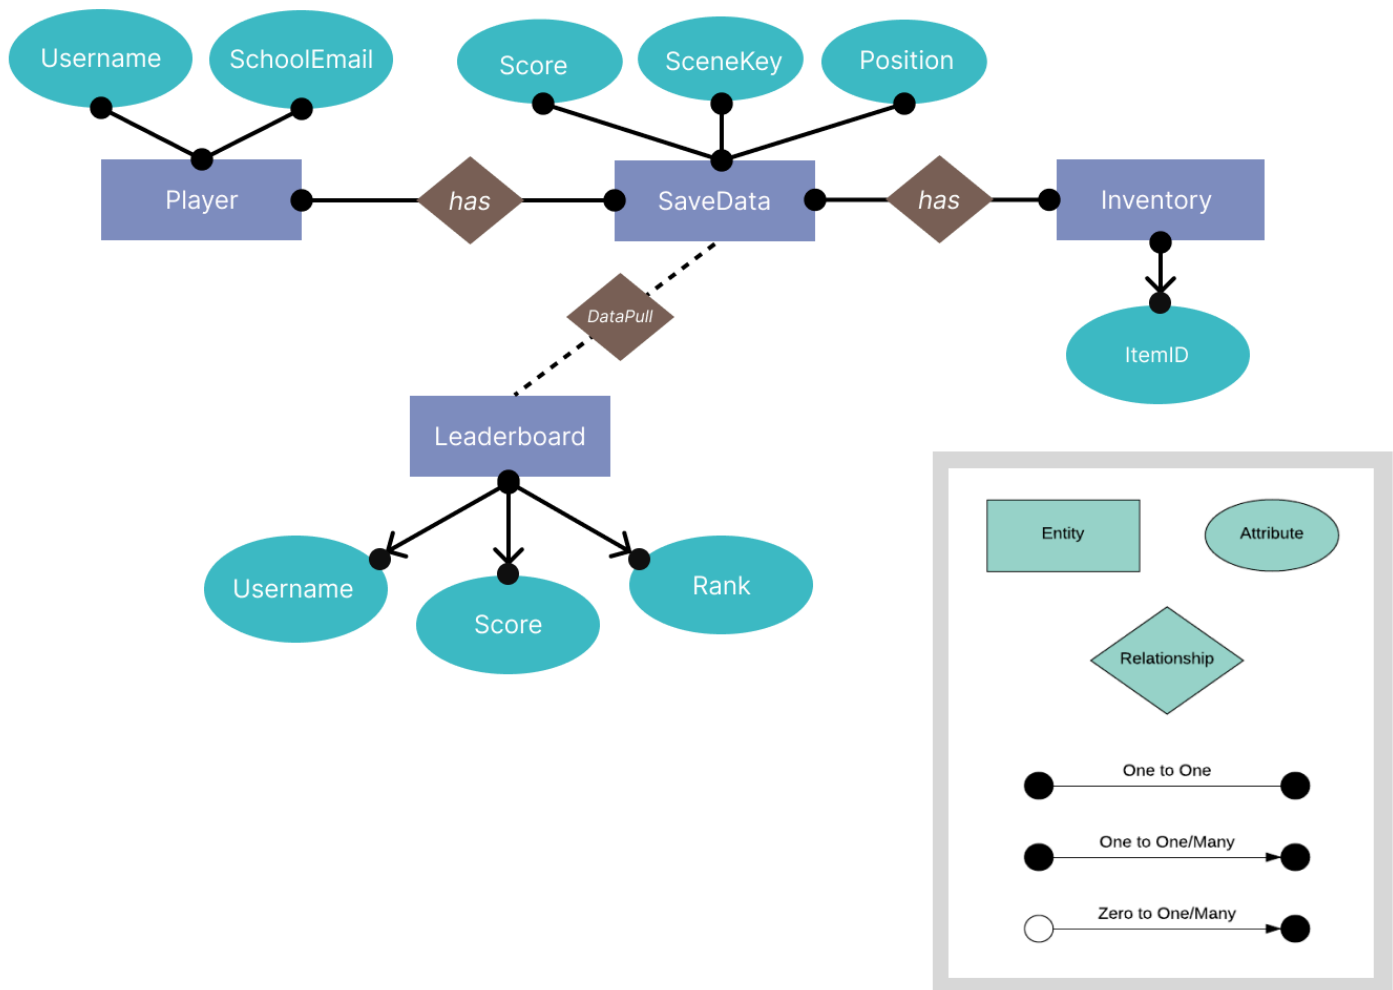 Username
SchoolEmail
Score
SceneKey
Position
Player
has
SaveData
has
Inventory
DataPull
ItemID
Leaderboard
Username
Score
Rank
Entity
Attribute
Relationship
One to One
One to One/Many
Zero to One/Many